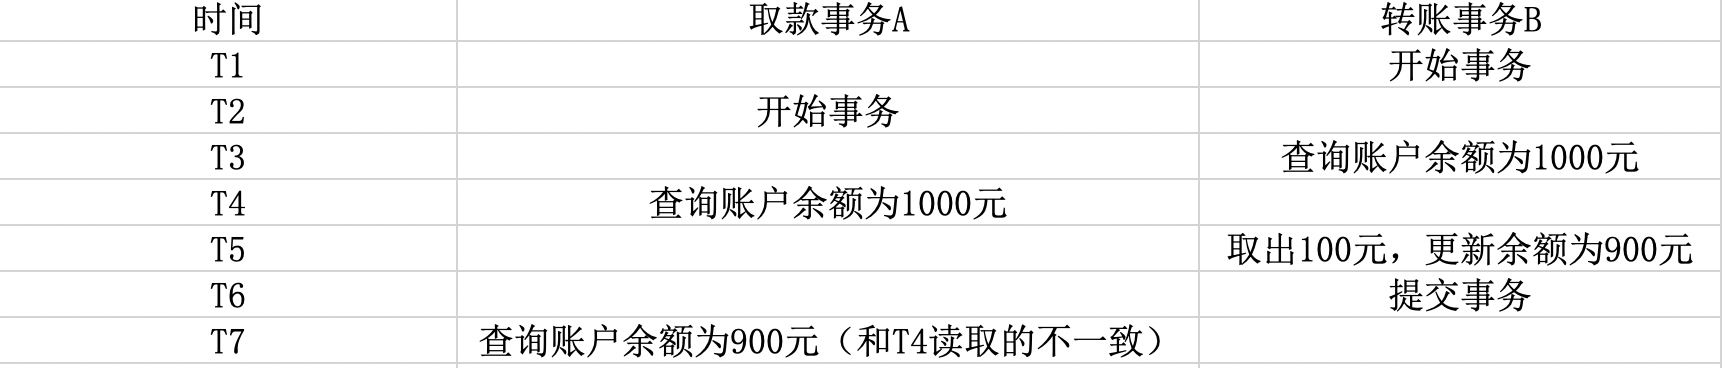 时间 取款事务A 转账事务B
T1 开始事务
T2 开始事务
T3 查询账户余额为1000元
T4 查询账户余额为1000元
T5 取出100元，更新余额为900元
T6 提交事务
T7 查询账户余额为900元（和T4读取的不一致）